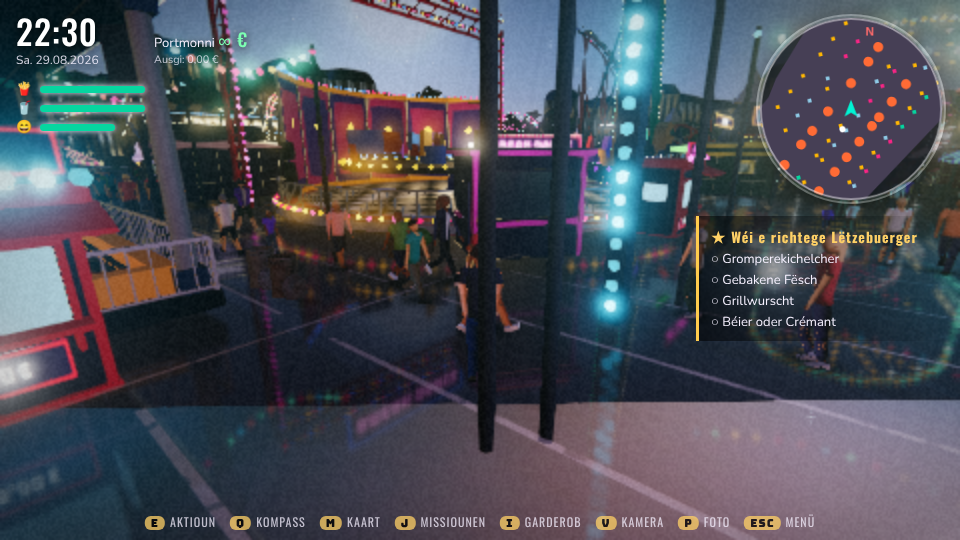 22:30
Sa. 29.08.2026
Portmonni ∞ €
Ausgi: 0,00 €
N
★ Wéi e richtege Lëtzebuerger
○ Gromperekichelcher
○ Gebakene Fësch
○ Grillwurscht
○ Béier oder Crémant
E AKTIOUN Q KOMPASS M KAART J MISSIOUNEN I GARDEROB V KAMERA P FOTO ESC MENÜ